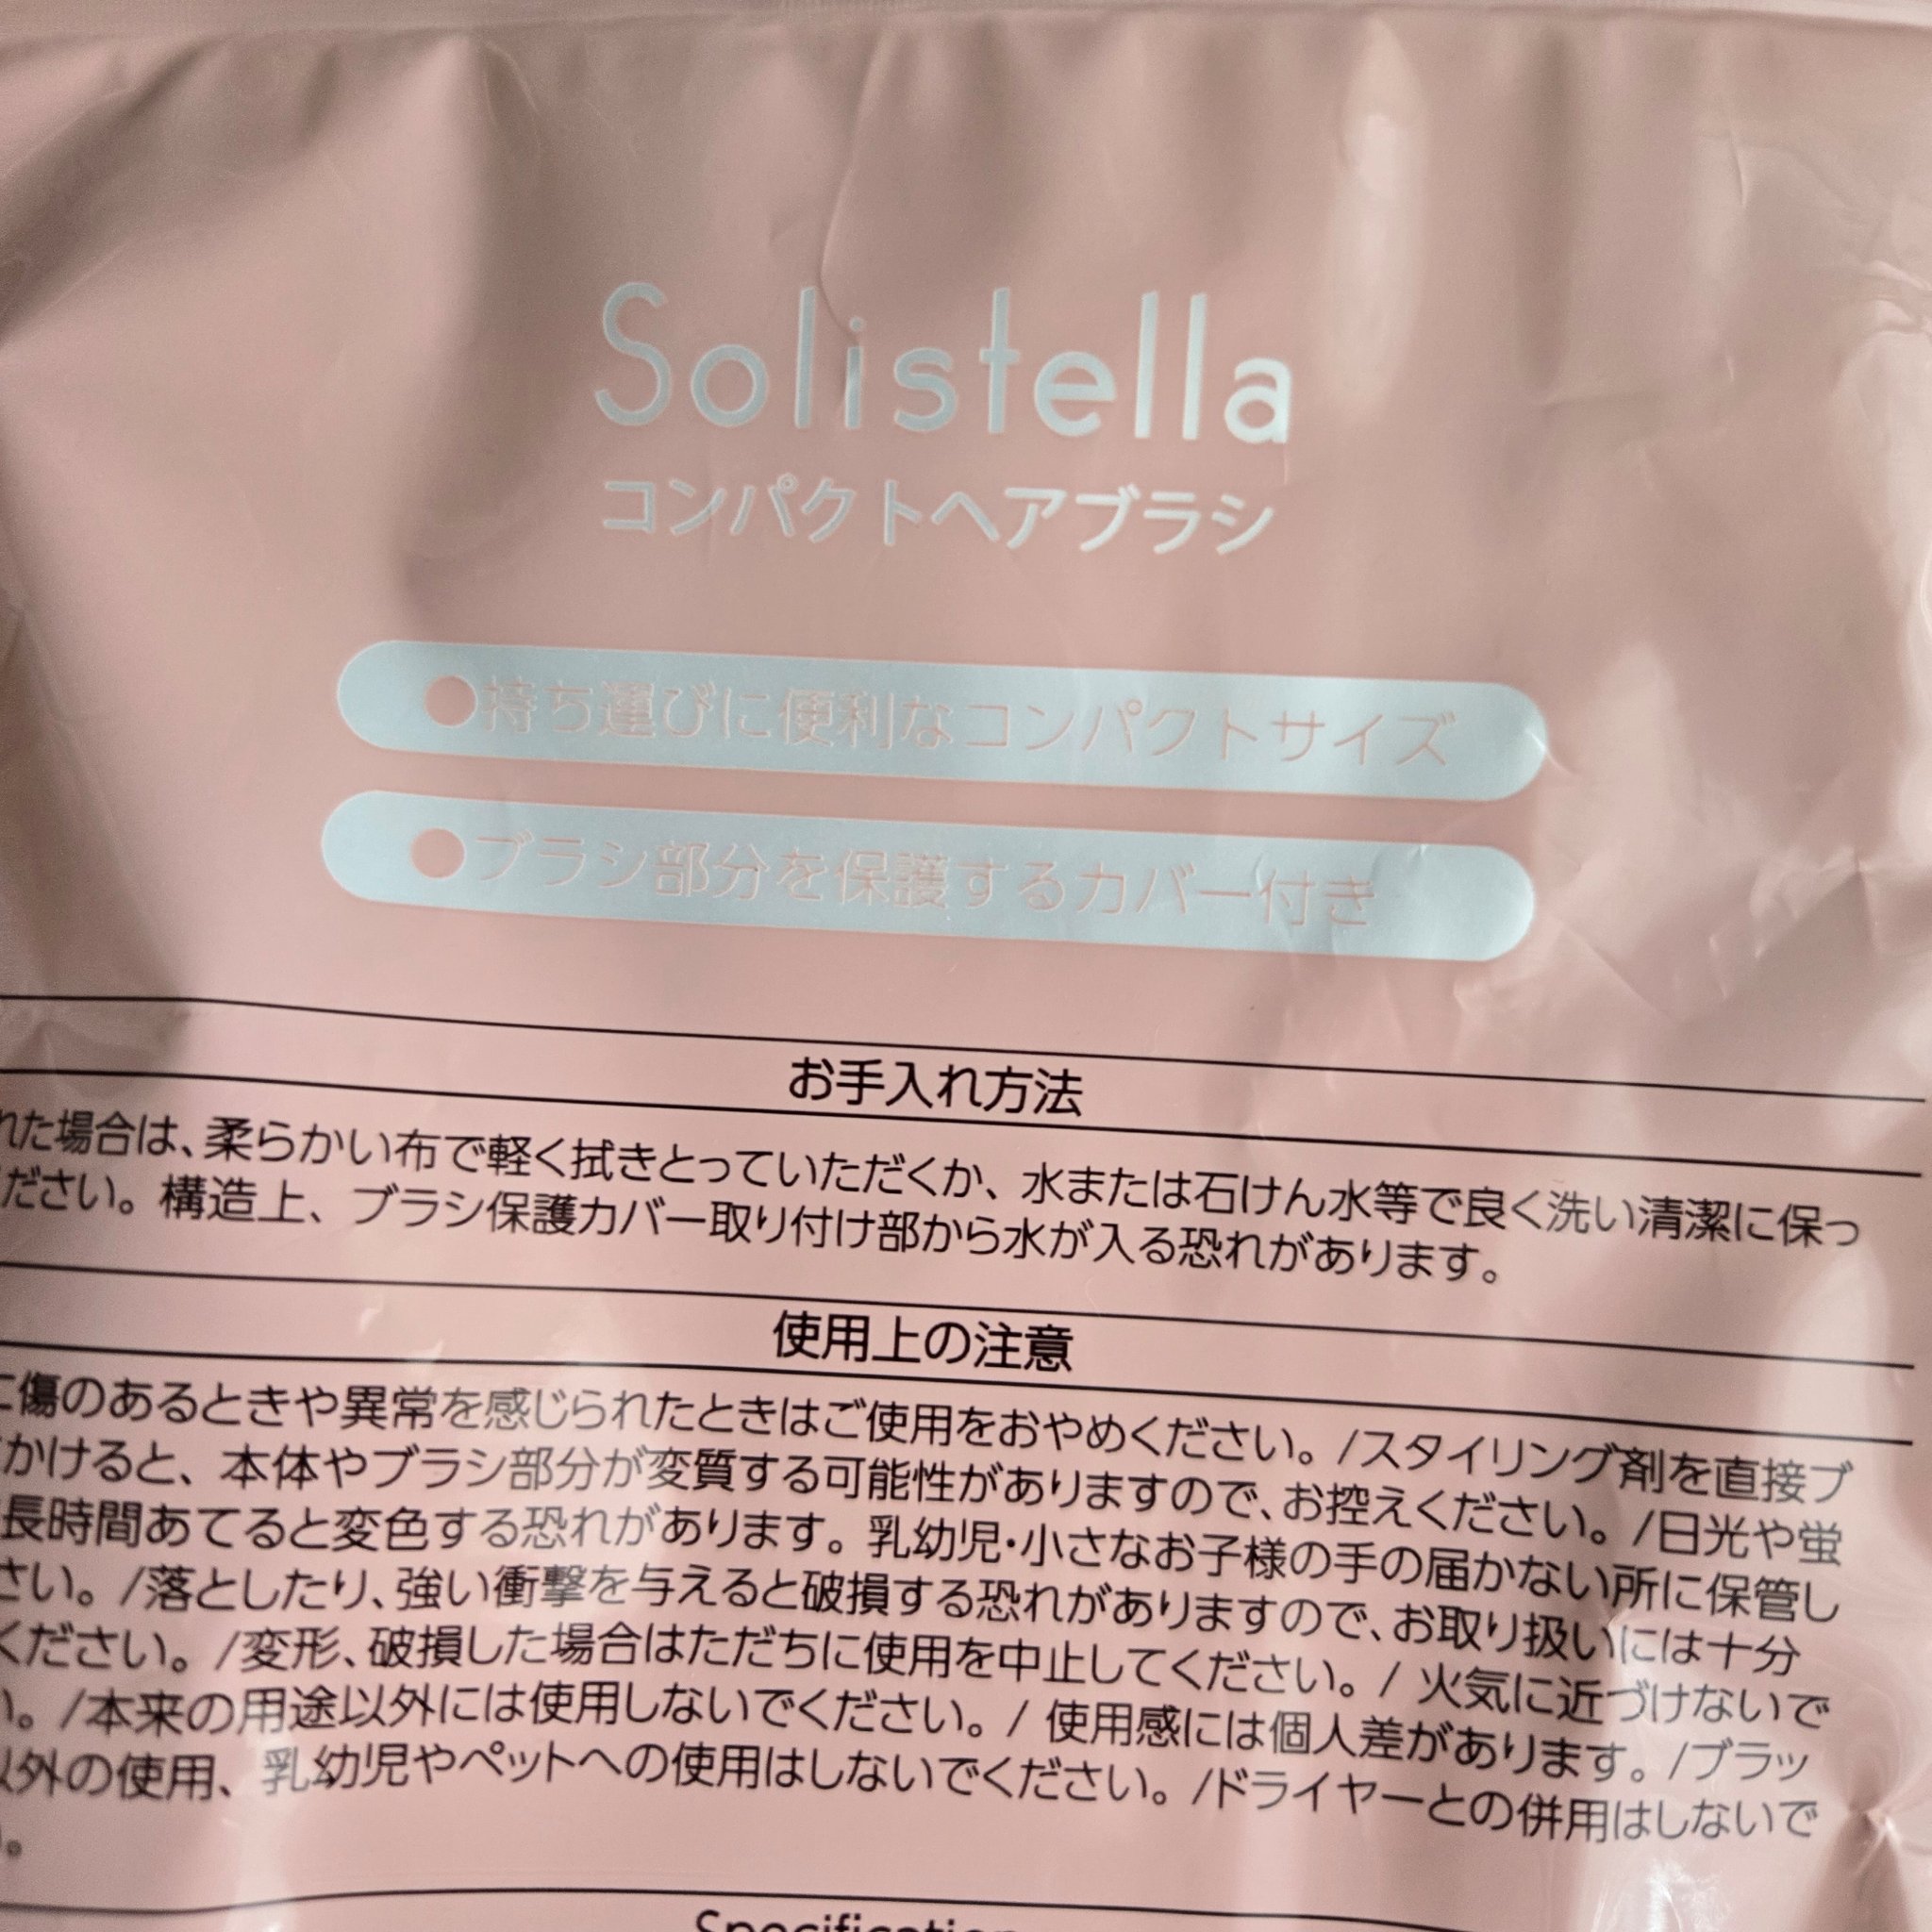 Solistella
コンパクトヘアブラシ
●持ち運びに便利なコンパクトサイズ
●ブラシ部分を保護するカバー付き
お手入れ方法
れた場合は、柔らかい布で軽く拭きとっていただくか、水または石けん水等で良く洗い清潔に保っ
ださい。構造上、ブラシ保護カバー取り付け部から水が入る恐れがあります。
使用上の注意
に傷のあるときや異常を感じられたときはご使用をおやめください。/スタイリング剤を直接ブ
かけると、本体やブラシ部分が変質する可能性がありますので、お控えください。/日光や蛍
長時間あてると変色する恐れがあります。乳幼児・小さなお子様の手の届かない所に保管し
さい。/落としたり、強い衝撃を与えると破損する恐れがありますので、お取り扱いには十分
ください。/変形、破損した場合はただちに使用を中止してください。/ 火気に近づけないで
い。/本来の用途以外には使用しないでください。/ 使用感には個人差があります。/ブラッ
以外の使用、乳幼児やペットへの使用はしないでください。/ドライヤーとの併用はしないで
。